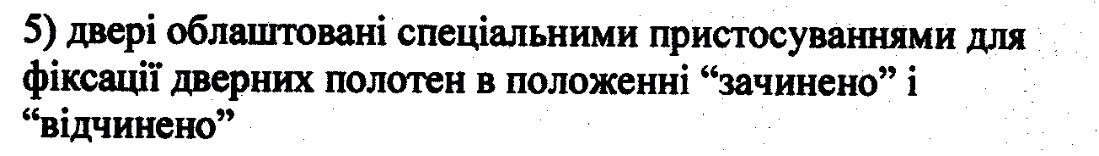 5) двері облаштовані спеціальними пристосуваннями для
фіксації дверних полотен в положенні “зачинено” і
“відчинено”